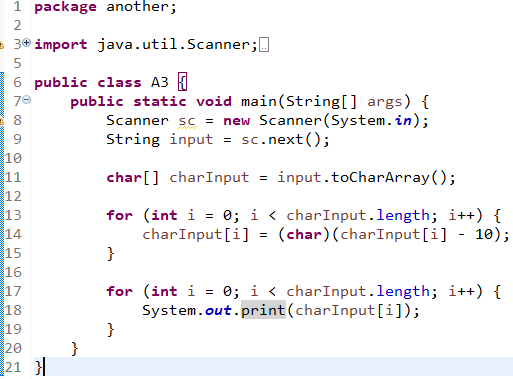 1 package another;
2
3 import java.util.Scanner;
5
6 public class A3 {
7     public static void main(String[] args) {
8         Scanner sc = new Scanner(System.in);
9         String input = sc.next();
10
11         char[] charInput = input.toCharArray();
12
13         for (int i = 0; i < charInput.length; i++) {
14             charInput[i] = (char)(charInput[i] - 10);
15         }
16
17         for (int i = 0; i < charInput.length; i++) {
18             System.out.print(charInput[i]);
19         }
20     }
21 }